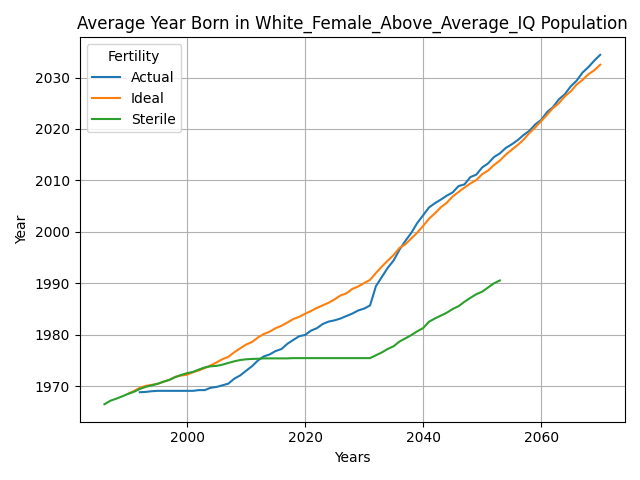 Average Year Born in White_Female_Above_Average_IQ Population
Fertility
Actual
Ideal
Sterile
2030
2020
2010
2000
1990
1980
1970
Year
2000
2020
2040
2060
Years